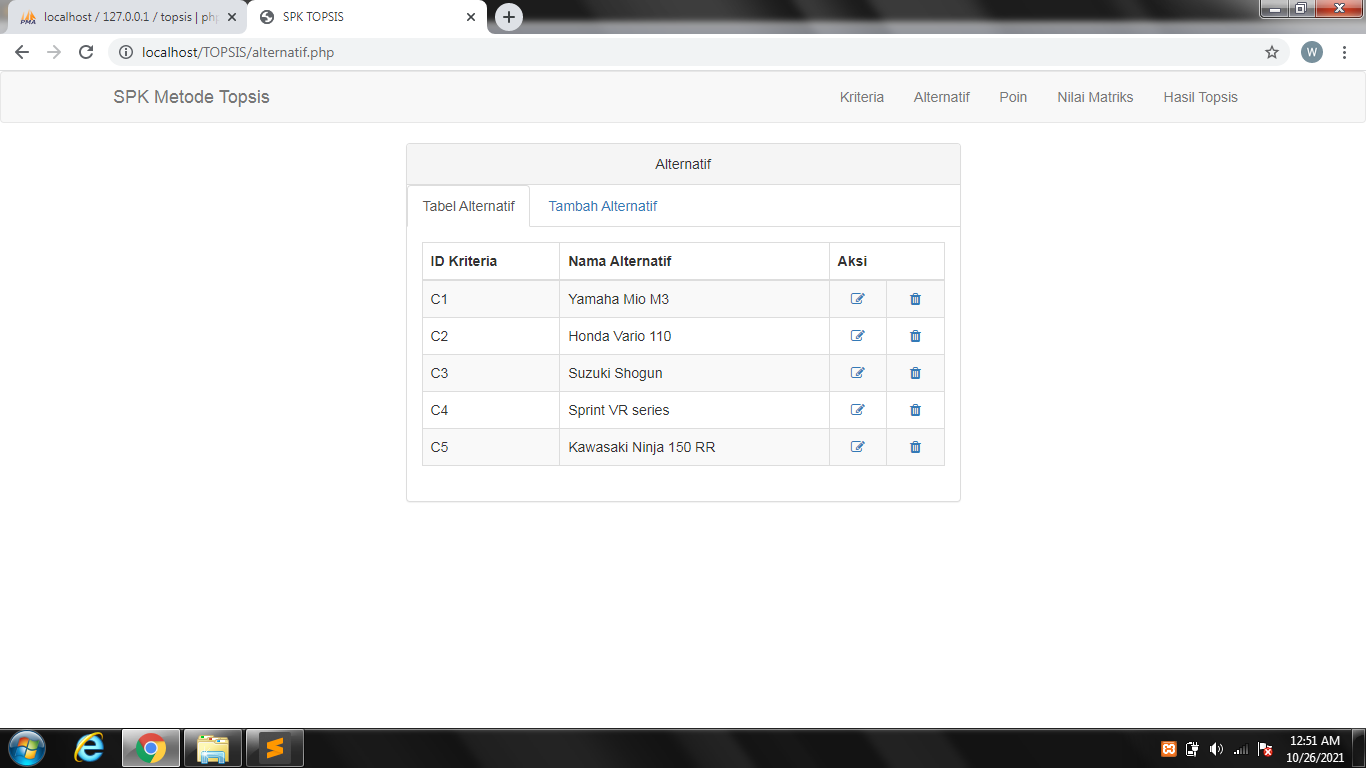 localhost / 127.0.0.1 / topsis | php
SPK TOPSIS
localhost/TOPSIS/alternatif.php
W
SPK Metode Topsis
Kriteria
Alternatif
Poin
Nilai Matriks
Hasil Topsis
Alternatif
Tabel Alternatif
Tambah Alternatif
ID Kriteria Nama Alternatif Aksi
C1 Yamaha Mio M3
C2 Honda Vario 110
C3 Suzuki Shogun
C4 Sprint VR series
C5 Kawasaki Ninja 150 RR
12:51 AM
10/26/2021